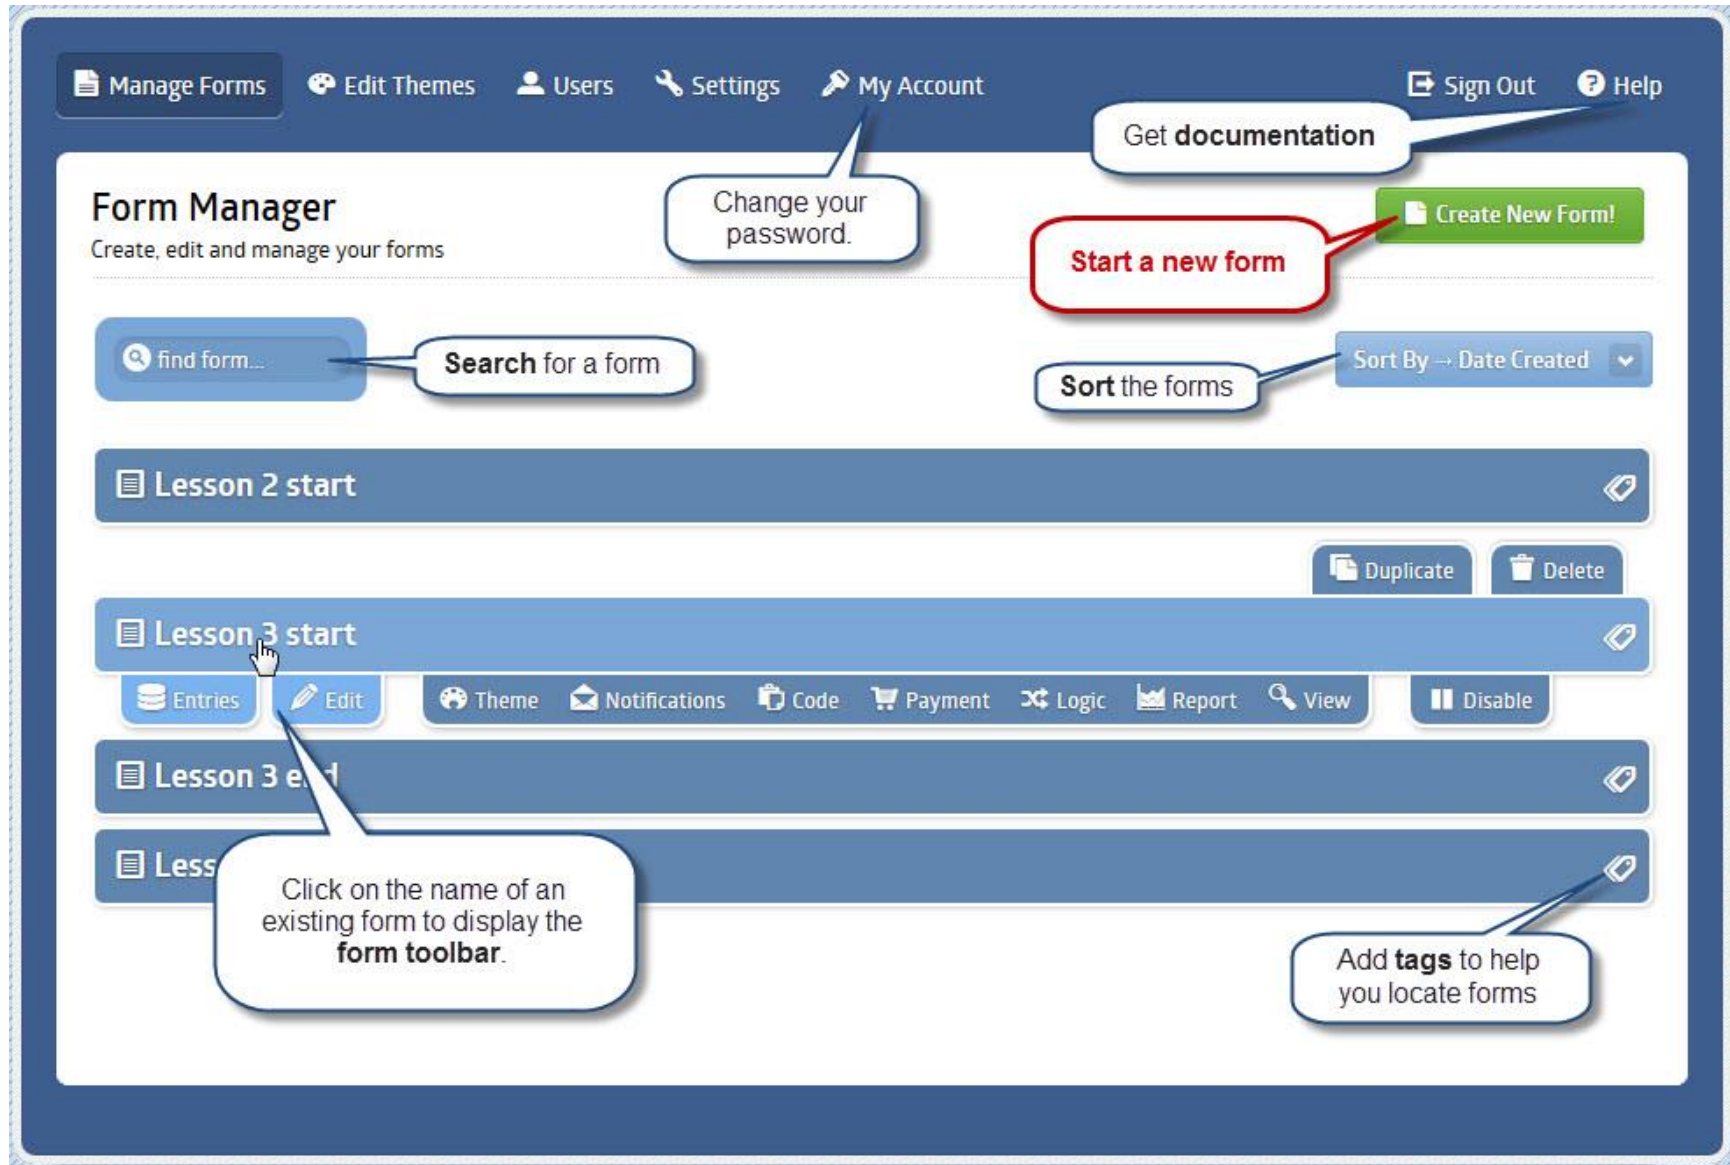 Manage Forms
Edit Themes
Users
Settings
My Account
Sign Out
Help
Get documentation
Change your
password.
Form Manager
Create, edit and manage your forms
Create New Form!
Start a new form
find form...
Search for a form
Sort By → Date Created
Sort the forms
Lesson 2 start
Duplicate
Delete
Lesson 3 start
Entries
Edit
Theme
Notifications
Code
Payment
Logic
Report
View
Disable
Lesson 3
Click on the name of an
existing form to display the
form toolbar.
Add tags to help
you locate forms